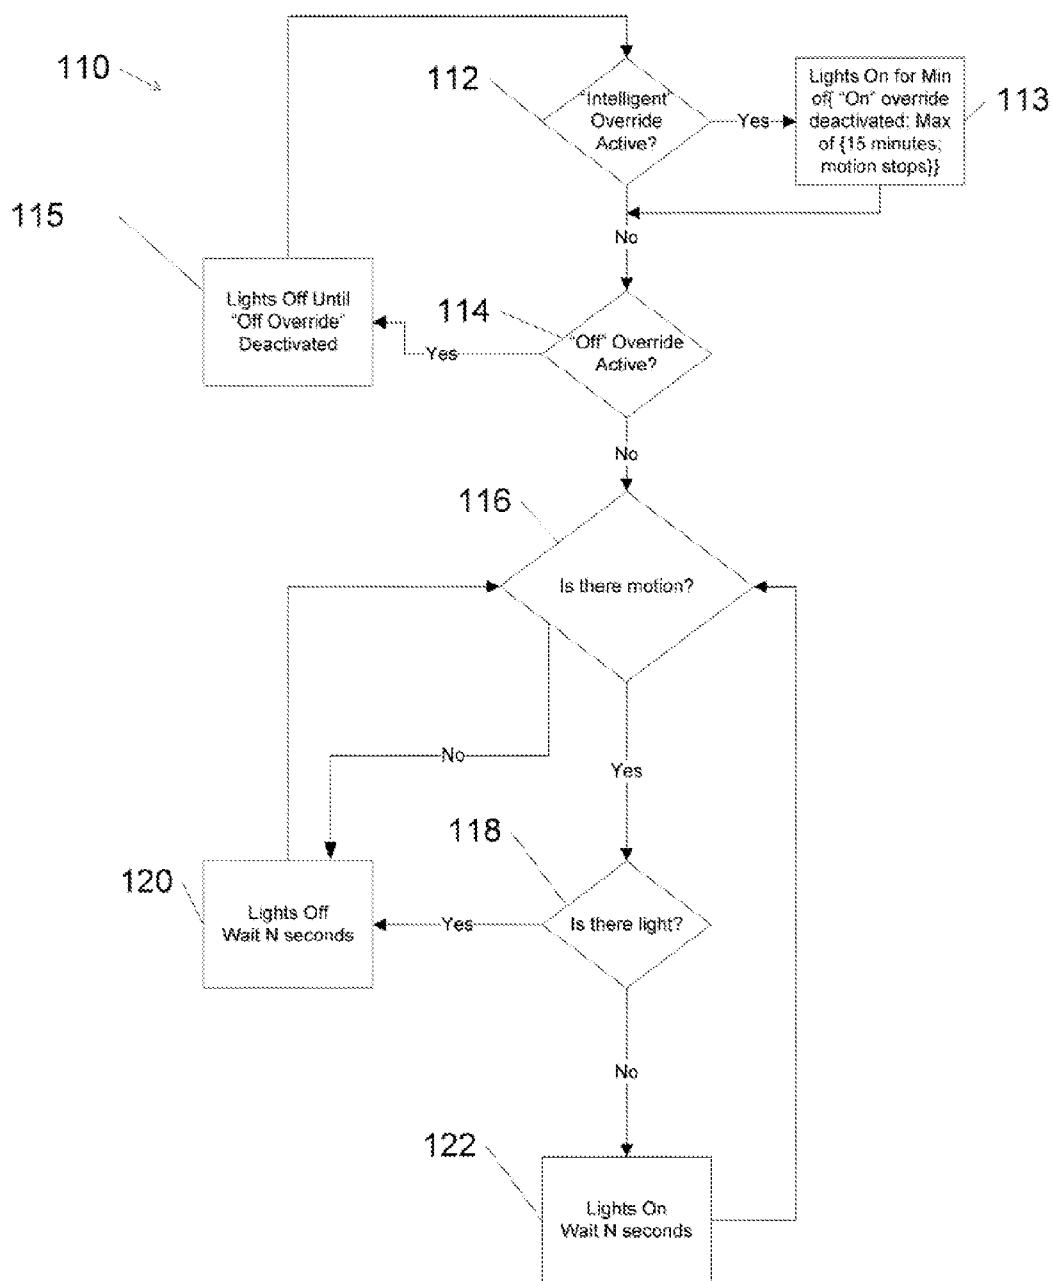 110
112
"Intelligent"
Override
Active?
Yes
Lights On for Min
of{ "On" override
deactivated; Max
of {15 minutes;
motion stops}}
113
No
115
Lights Off Until
"Off Override"
Deactivated
Yes
114
"Off" Override
Active?
No
116
Is there motion?
No
Yes
118
120
Lights Off
Wait N seconds
Yes
Is there light?
No
122
Lights On
Wait N seconds